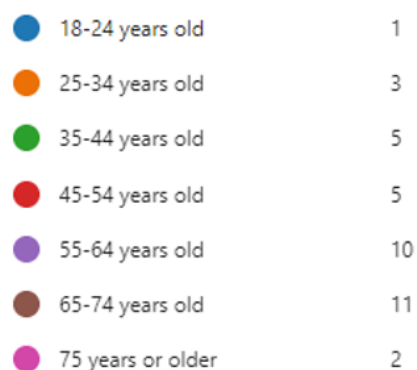 18-24 years old 1
25-34 years old 3
35-44 years old 5
45-54 years old 5
55-64 years old 10
65-74 years old 11
75 years or older 2